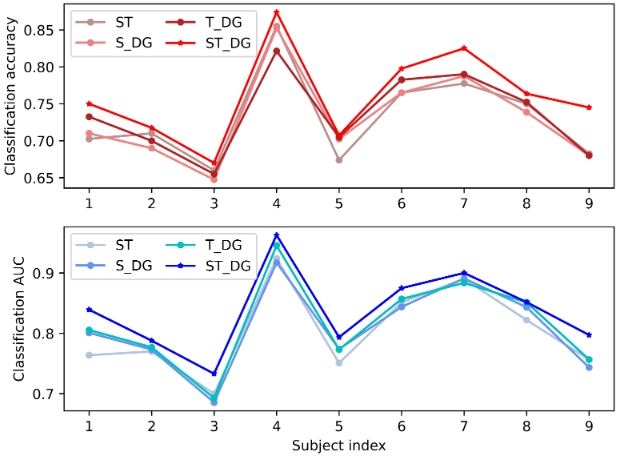 Classification accuracy
0.85
0.80
0.75
0.70
0.65
ST T_DG
S_DG ST_DG
1 2 3 4 5 6 7 8 9
Classification AUC
0.9
0.8
0.7
ST T_DG
S_DG ST_DG
1 2 3 4 5 6 7 8 9
Subject index